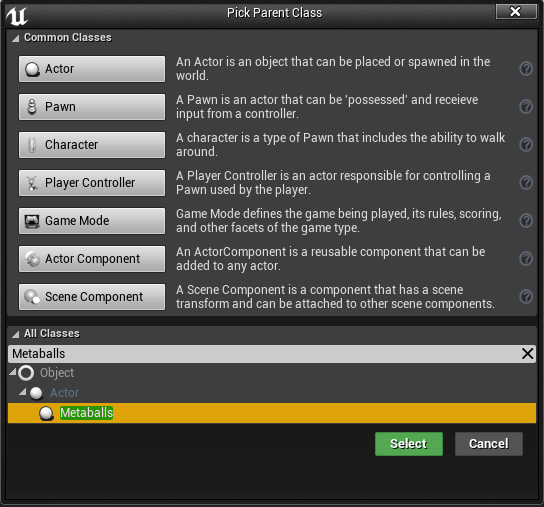 Pick Parent Class
Common Classes
Actor
An Actor is an object that can be placed or spawned in the
world.
Pawn
A Pawn is an actor that can be 'possessed' and receieve
input from a controller.
Character
A character is a type of Pawn that includes the ability to walk
around.
Player Controller
A Player Controller is an actor responsible for controlling a
Pawn used by the player.
Game Mode
Game Mode defines the game being played, its rules, scoring,
and other facets of the game type.
Actor Component
An ActorComponent is a reusable component that can be
added to any actor.
Scene Component
A Scene Component is a component that has a scene
transform and can be attached to other scene components.
All Classes
Metaballs
Object
Actor
Metaballs
Select
Cancel